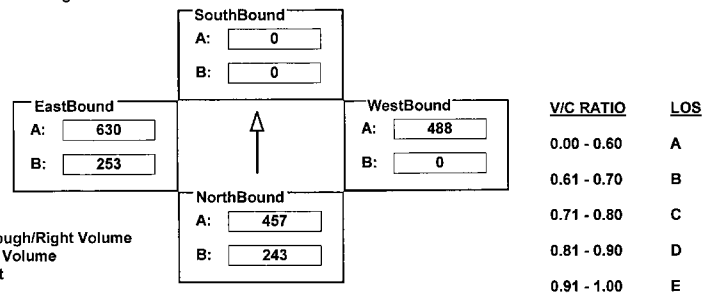 SouthBound
A: 0
B: 0
EastBound
A: 630
B: 253
WestBound
A: 488
B: 0
NorthBound
A: 457
B: 243
Volume
t
V/C RATIO LOS
0.00 - 0.60 A
0.61 - 0.70 B
0.71 - 0.80 C
0.81 - 0.90 D
0.91 - 1.00 E